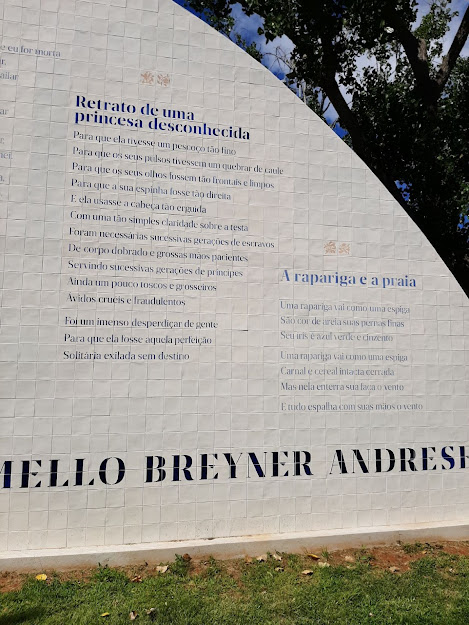 e eu for morta
Retrato de uma
princesa desconhecida
Para que ela tivesse um pescoço tão fino
Para que os seus pulsos tivessem um quebrar de caule
Para que os seus olhos fossem tão frontais e limpos
Para que a sua espinha fosse tão direita
E ela usasse a cabeça tão erguida
Com uma tão simples claridade sobre a testa
Foram necessárias sucessivas gerações de escravos
De corpo dobrado e grossas mãos pacientes
Servindo sucessivas gerações de príncipes
Ainda um pouco toscos e grosseiros
Ávidos cruéis e fraudulentos
Foi um imenso desperdiçar de gente
Para que ela fosse aquela perfeição
Solitária exilada sem destino
A rapariga e a praia
Uma rapariga vai como uma espiga
São cor de areia suas pernas finas
Seu íris é azul verde e cinzento
Uma rapariga vai como uma espiga
Carnal e cereal intacta cerrada
Mas nela enterra sua faca o vento
E tudo espalha com suas mãos o vento
MELLO BREYNER ANDRESE